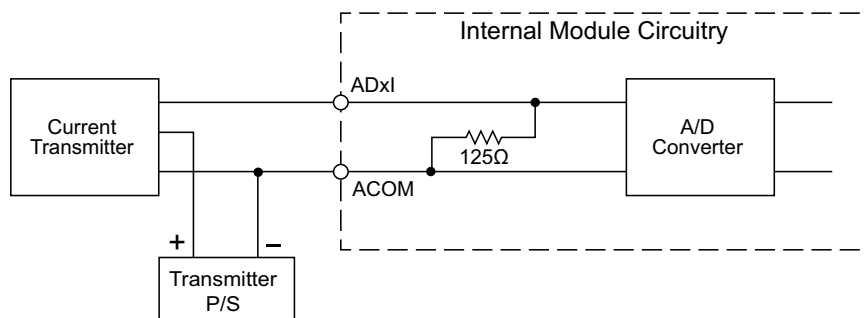 Internal Module Circuitry
ADxI
Current
Transmitter
125Ω
A/D
Converter
ACOM
+
−
Transmitter
P/S